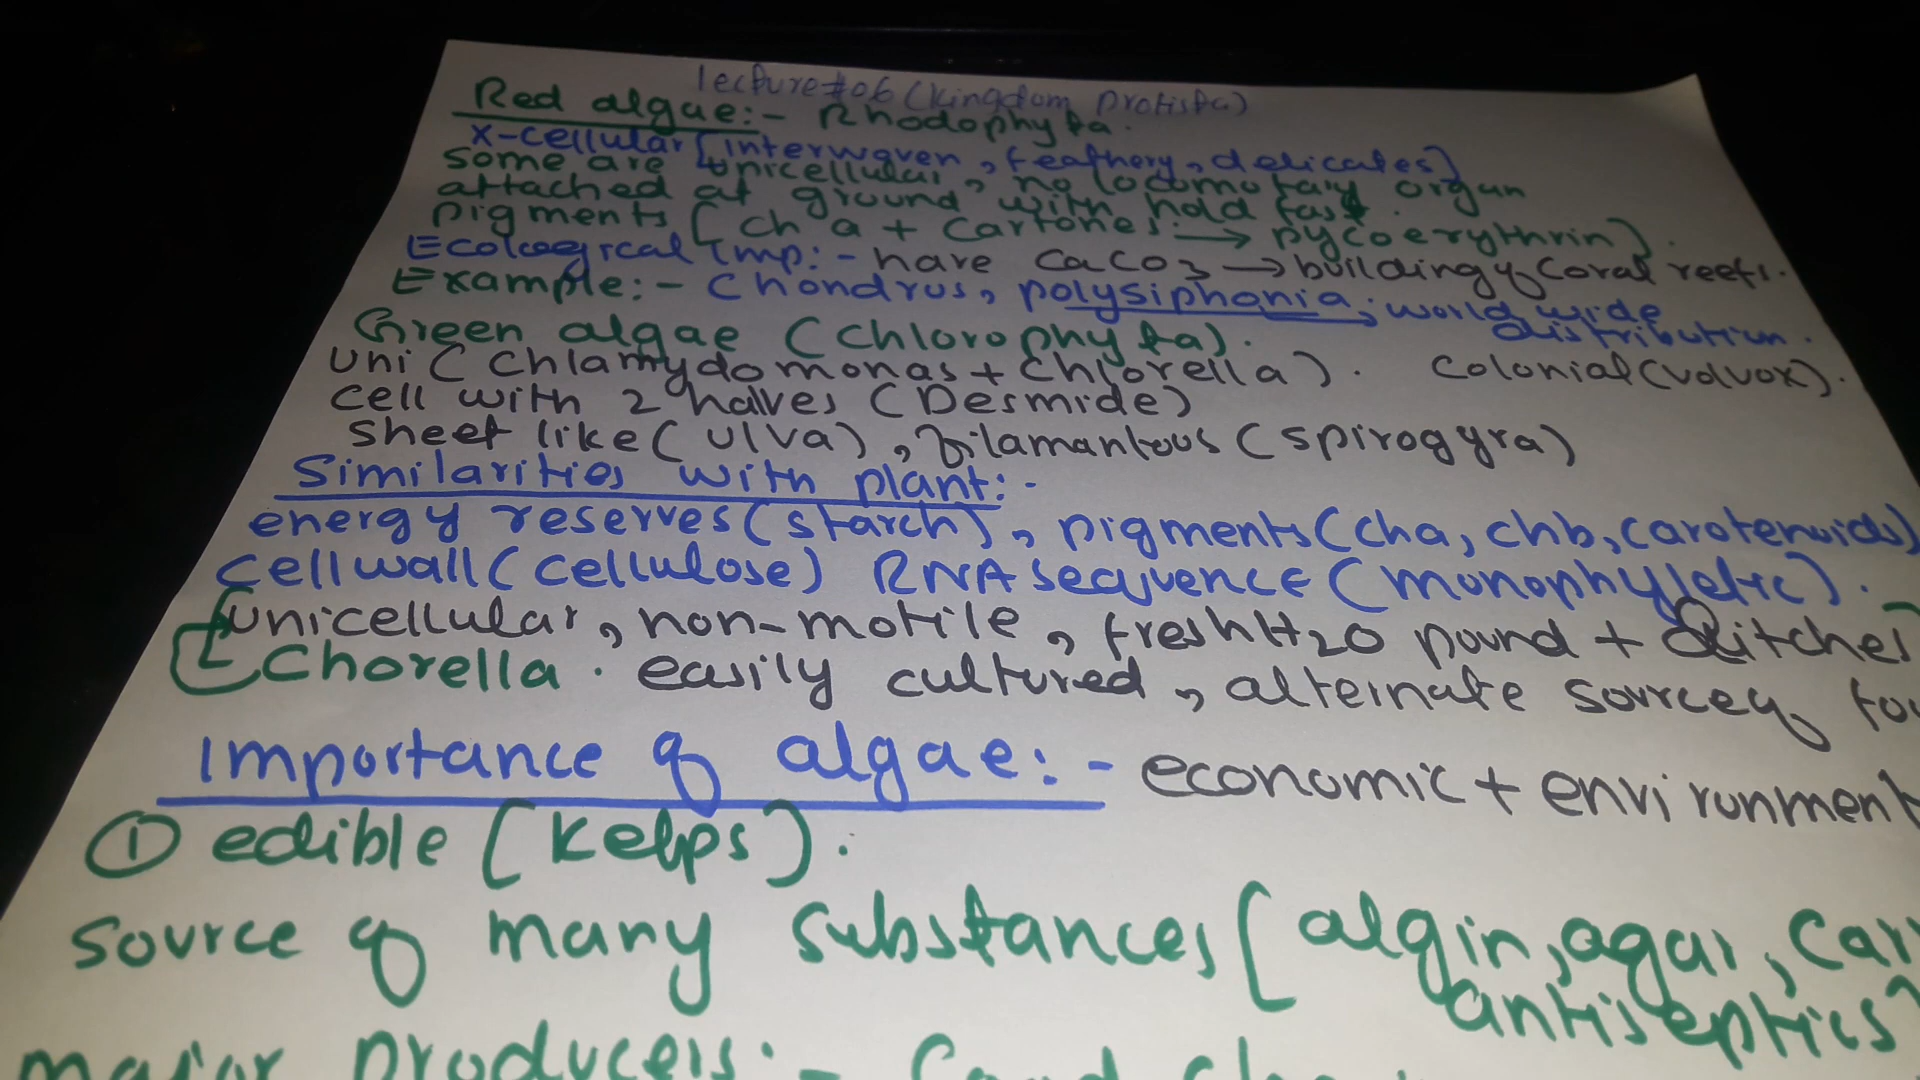 lecture#06 (kingdom protista)
Red algae:- Rhodophyta.
x-cellular [interwoven, feathery, delicates]
some are unicellular, no locomotary organ
attached at ground with hold fast.
pigments [ch a + Cartones. → pycoerythrin].
Ecological imp:- have CaCO3 → building of Coral reefs.
Example:- Chondrus, polysiphonia; world wide distribution.
Green algae (chlorophyta).
uni (chlamydomonas + chlorella). Colonial (volvox).
cell with 2 halves (Desmide)
sheet like (ulva), filamantous (spirogyra)
Similarities with plant:-
energy reserves (starch), pigments (cha, chb, carotenoids)
cell wall (cellulose) RNA sequence (monophyletic).
[unicellular, non-motile, fresh H2O pound + Ditches]
[Chorella. easily cultured, alternate source of
Importance of algae:- economic + environment
① edible [Kelps].
source of many substances [algin, agar,
antiseptics]
major producers:-